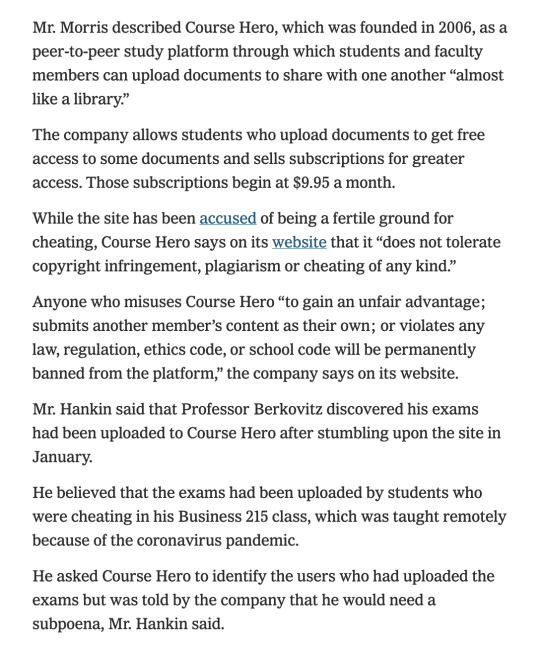 Mr. Morris described Course Hero, which was founded in 2006, as a
peer-to-peer study platform through which students and faculty
members can upload documents to share with one another “almost
like a library.”
The company allows students who upload documents to get free
access to some documents and sells subscriptions for greater
access. Those subscriptions begin at $9.95 a month.
While the site has been accused of being a fertile ground for
cheating, Course Hero says on its website that it “does not tolerate
copyright infringement, plagiarism or cheating of any kind.”
Anyone who misuses Course Hero “to gain an unfair advantage;
submits another member’s content as their own; or violates any
law, regulation, ethics code, or school code will be permanently
banned from the platform,” the company says on its website.
Mr. Hankin said that Professor Berkovitz discovered his exams
had been uploaded to Course Hero after stumbling upon the site in
January.
He believed that the exams had been uploaded by students who
were cheating in his Business 215 class, which was taught remotely
because of the coronavirus pandemic.
He asked Course Hero to identify the users who had uploaded the
exams but was told by the company that he would need a
subpoena, Mr. Hankin said.